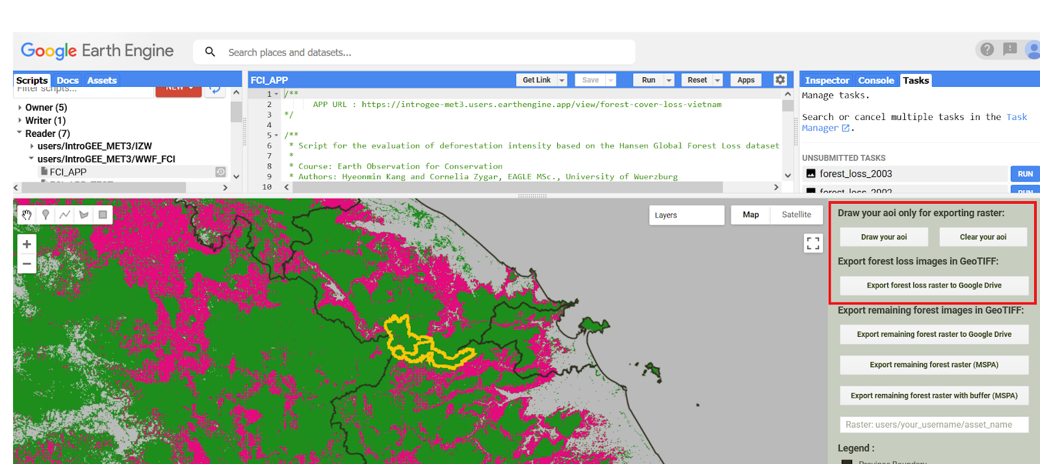 Google Earth Engine
Search places and datasets...
Scripts Docs Assets
Filter scripts...
NEW
Owner (5)
Writer (1)
Reader (7)
users/IntroGEE_MET3/IZW
users/IntroGEE_MET3/WWF_FCI
FCI_APP
FCI_APP
Get Link
Save
Run
Reset
Apps
1 /**
2 APP URL : https://introgee-met3.users.earthengine.app/view/forest-cover-loss-vietnam
3 */
4
5 /**
6 * Script for the evaluation of deforestation intensity based on the Hansen Global Forest Loss dataset
7 *
8 * Course: Earth Observation for Conservation
9 * Authors: Hyeonmin Kang and Cornelia Zygar, EAGLE MSc., University of Wuerzburg
10
Inspector Console Tasks
Manage tasks.
Search or cancel multiple tasks in the Task
Manager.
UNSUBMITTED TASKS
forest_loss_2003 RUN
forest_loss_2002 RUN
Layers
Map Satellite
Draw your aoi only for exporting raster:
Draw your aoi
Clear your aoi
Export forest loss images in GeoTIFF:
Export forest loss raster to Google Drive
Export remaining forest images in GeoTIFF:
Export remaining forest raster to Google Drive
Export remaining forest raster (MSPA)
Export remaining forest raster with buffer (MSPA)
Raster: users/your_username/asset_name
Legend :
Province Boundary